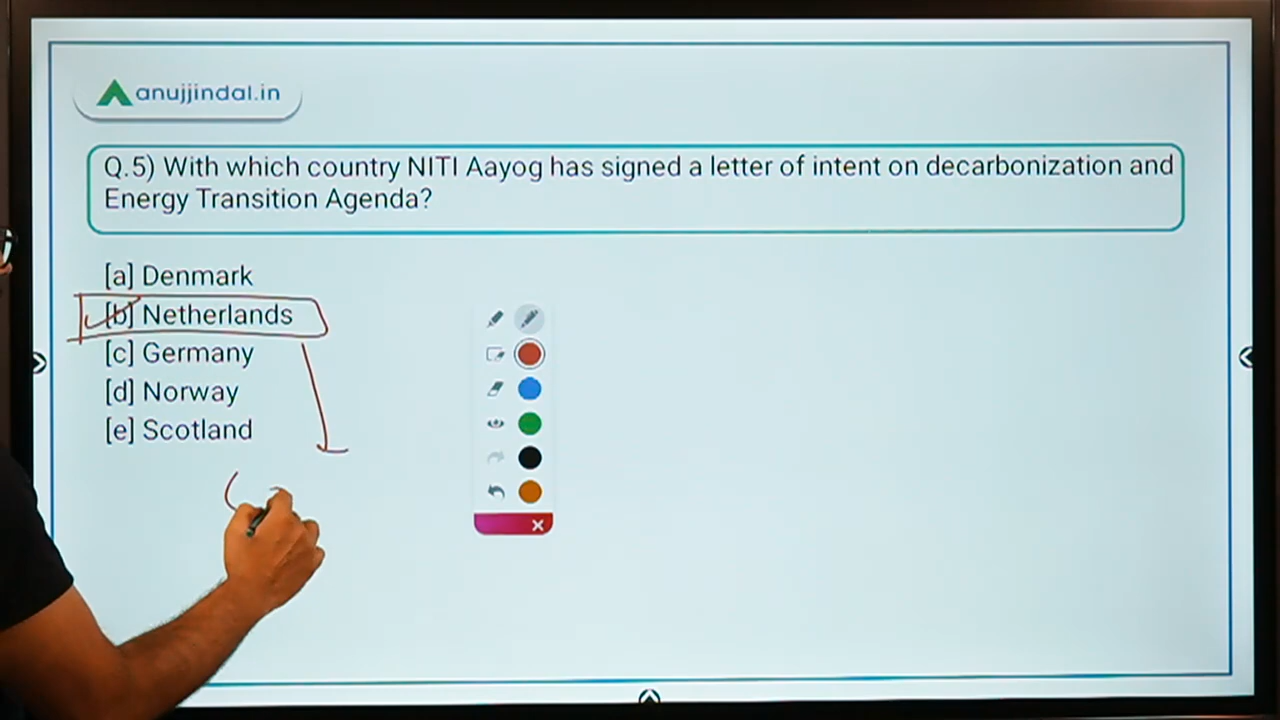 anujjindal.in
Q.5) With which country NITI Aayog has signed a letter of intent on decarbonization and
Energy Transition Agenda?
[a] Denmark
[b] Netherlands
[c] Germany
[d] Norway
[e] Scotland